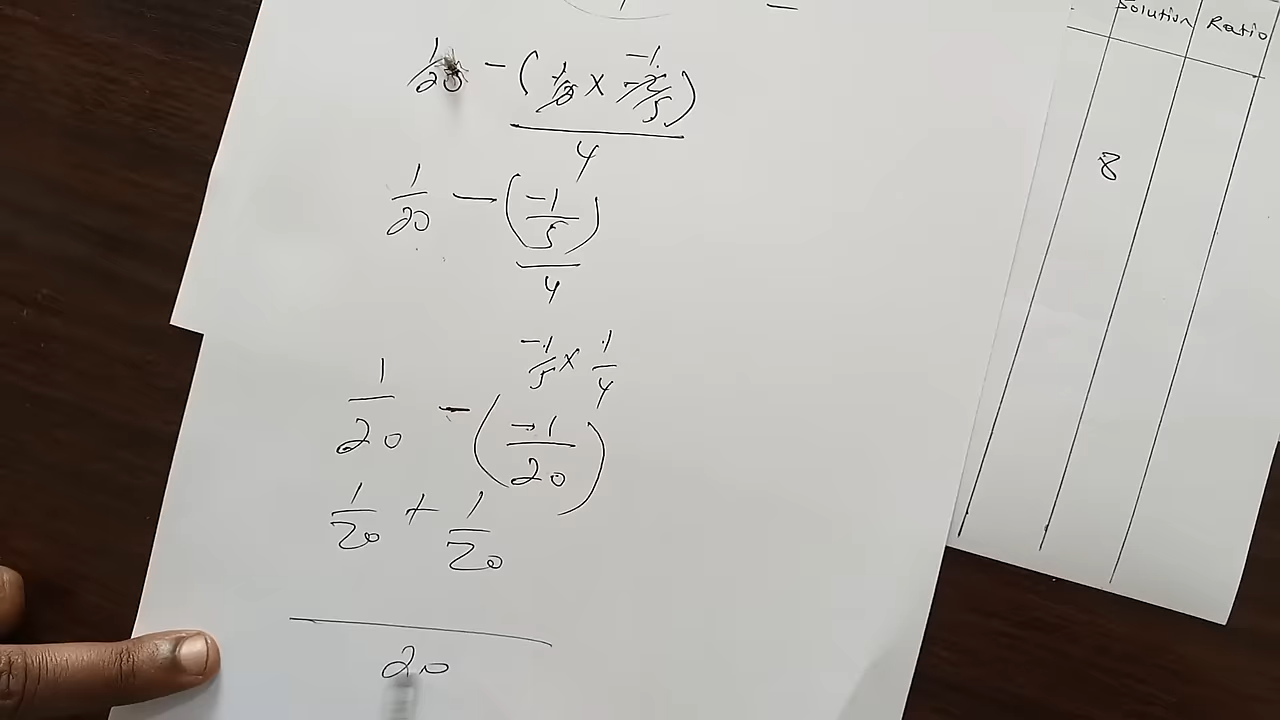 Solution Ratio
1/20 - (1/2 × -2/5)
4
8
1/20 - (-1/5)
4
-1/5 × 1/4
1/20 - (-1/20)
1/20 + 1/20
20